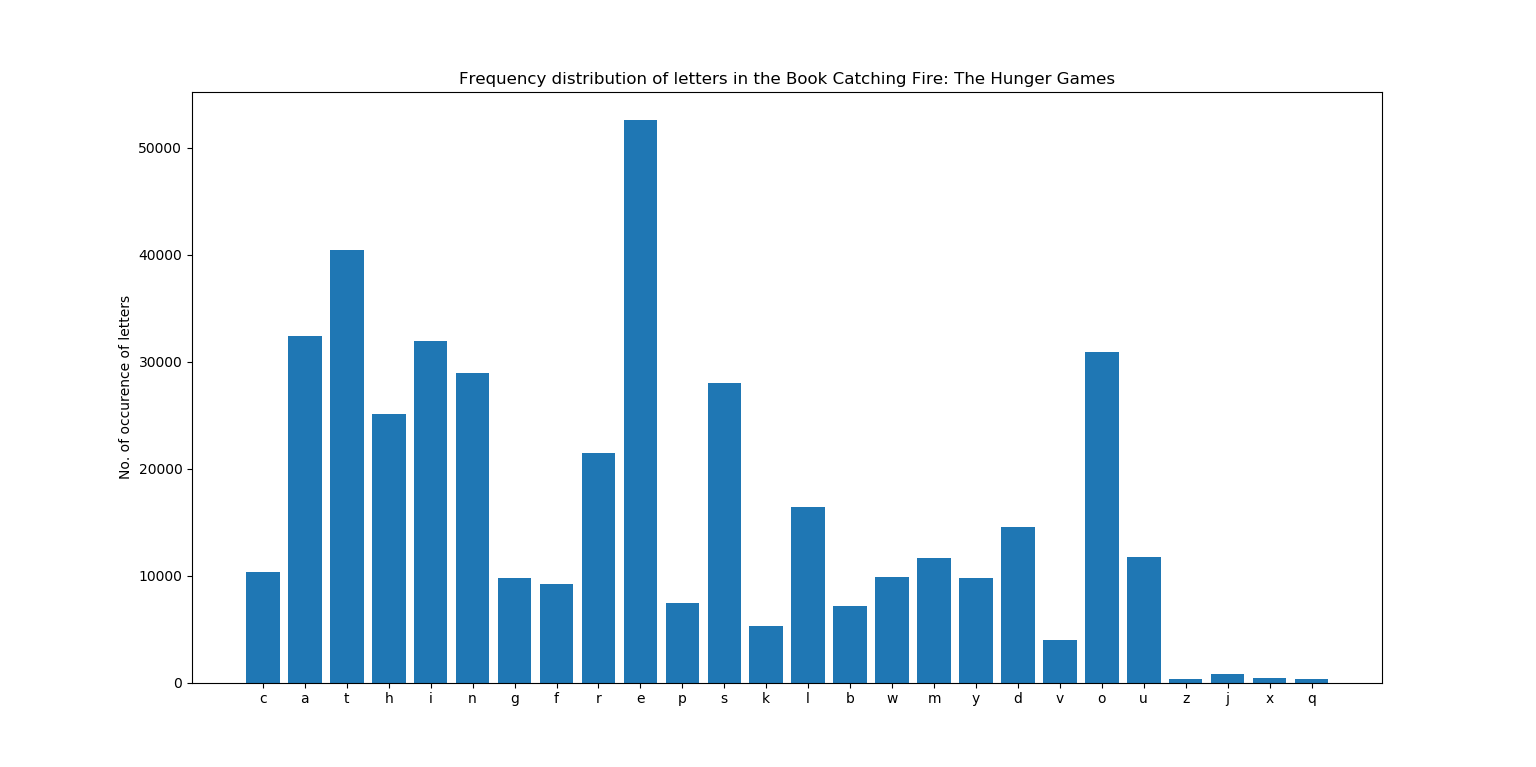 Frequency distribution of letters in the Book Catching Fire: The Hunger Games
No. of occurence of letters
50000
40000
30000
20000
10000
0
c a t h i n g f r e p s k l b w m y d v o u z j x q